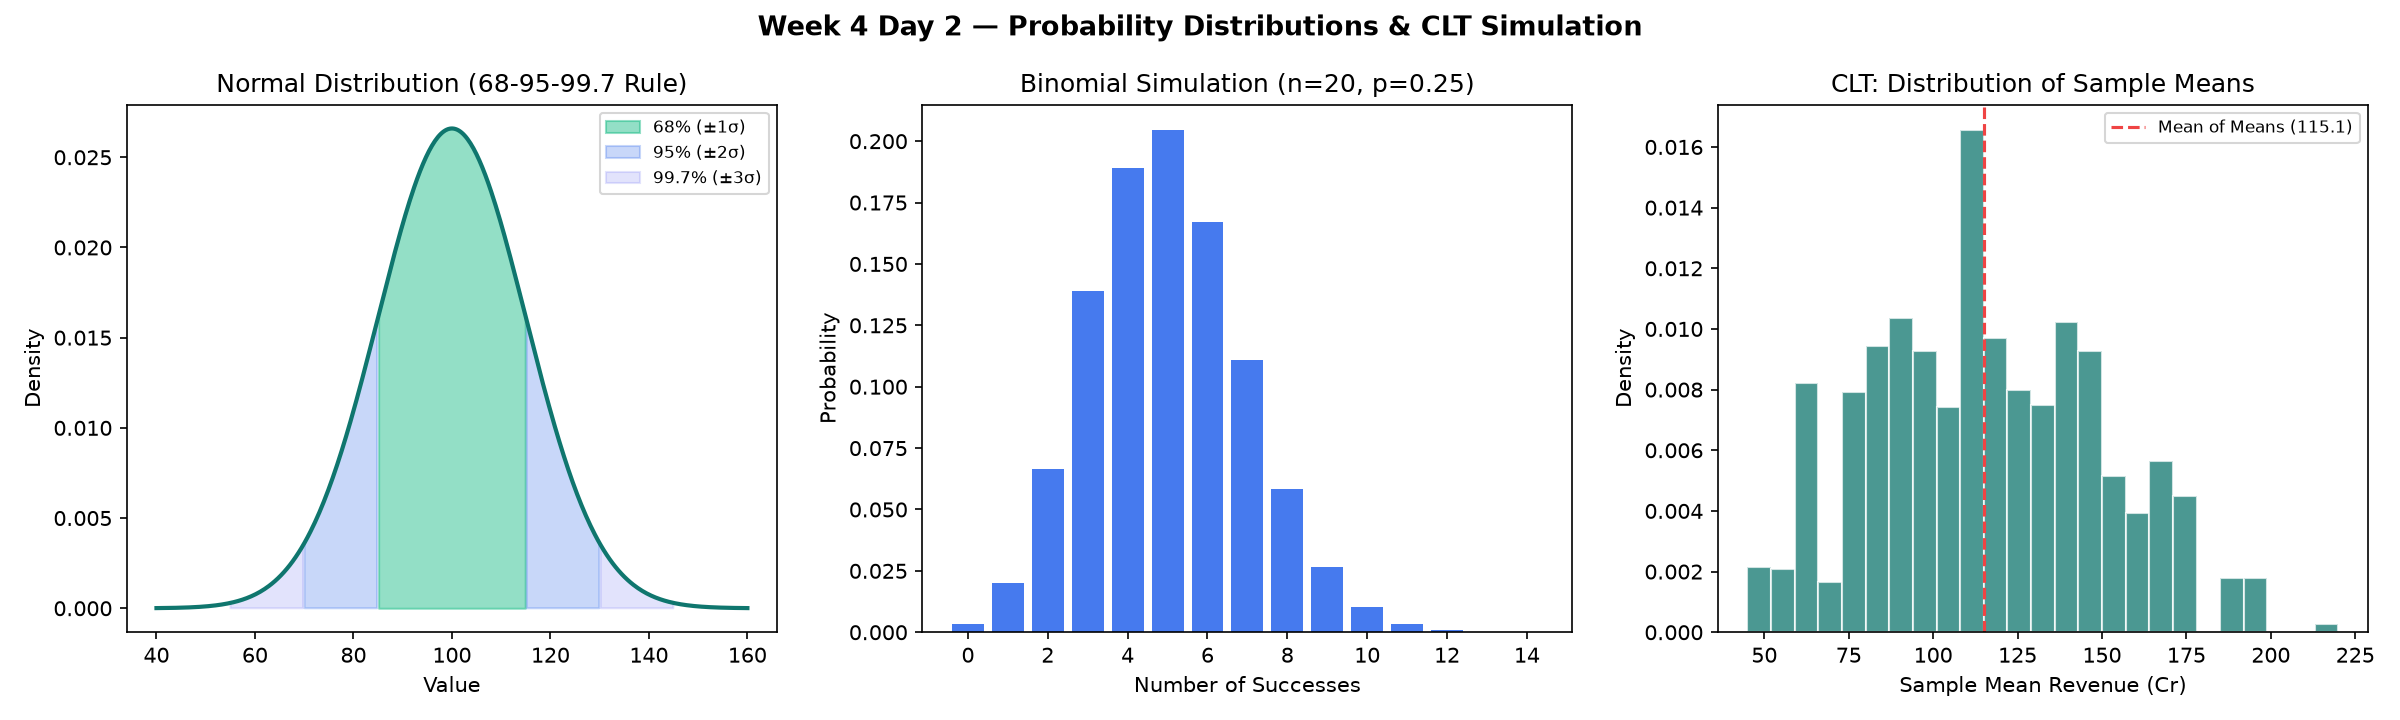 Week 4 Day 2 — Probability Distributions & CLT Simulation
Normal Distribution (68-95-99.7 Rule)
68% (±1σ)
95% (±2σ)
99.7% (±3σ)
0.025
0.020
0.015
0.010
0.005
0.000
Density
40 60 80 100 120 140 160
Value
Binomial Simulation (n=20, p=0.25)
0.200
0.175
0.150
0.125
0.100
0.075
0.050
0.025
0.000
Probability
0 2 4 6 8 10 12 14
Number of Successes
CLT: Distribution of Sample Means
Mean of Means (115.1)
0.016
0.014
0.012
0.010
0.008
0.006
0.004
0.002
0.000
Density
50 75 100 125 150 175 200 225
Sample Mean Revenue (Cr)